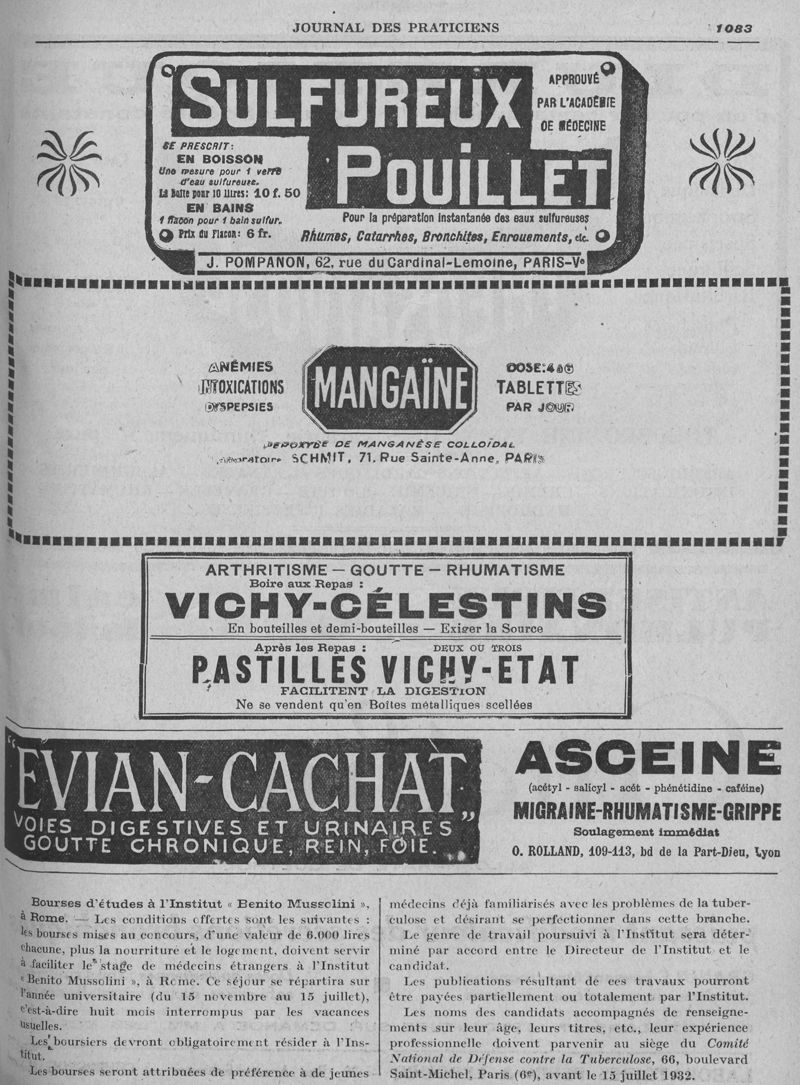 JOURNAL DES PRATICIENS
1083
SULFUREUX
POUILLET
APPROUVÉ
PAR L'ACADÉMIE
DE MÉDECINE
SE PRESCRIT:
EN BOISSON
Une mesure pour 1 verre
d'eau sulfureuse.
La Boîte pour 10 litres: 10 f. 50
EN BAINS
1 flacon pour 1 bain sulfur.
Prix du Flacon: 6 fr.
Pour la préparation instantanée des eaux sulfureuses
Rhumes, Catarrhes, Bronchites, Enrouements, etc.
J. POMPANON, 62, rue du Cardinal-Lemoine, PARIS-Ve
ANÉMIES
INTOXICATIONS
DYSPEPSIES
MANGAÏNE
DOSE: 4 à
TABLETTES
PAR JOUR
DE MANGANÈSE COLLOÏDAL
SCHMIT, 71, Rue Sainte-Anne, PARIS
ARTHRITISME — GOUTTE — RHUMATISME
Boire aux Repas :
VICHY-CÉLESTINS
En bouteilles et demi-bouteilles — Exiger la Source
Après les Repas : DEUX OU TROIS
PASTILLES VICHY-ETAT
FACILITENT LA DIGESTION
Ne se vendent qu'en Boîtes métalliques scellées
"EVIAN-CACHAT"
VOIES DIGESTIVES ET URINAIRES
GOUTTE CHRONIQUE, REIN, FOIE.
ASCEINE
(acétyl - salicyl - acét - phénétidine - caféine)
MIGRAINE-RHUMATISME-GRIPPE
Soulagement immédiat
O. ROLLAND, 109-113, bd de la Part-Dieu, Lyon
Bourses d'études à l'Institut « Benito Mussolini »,
à Rome. — Les conditions offertes sont les suivantes :
les bourses mises au concours, d'une valeur de 6.000 lires
chacune, plus la nourriture et le logement, doivent servir
à faciliter le stage de médecins étrangers à l'Institut
« Benito Mussolini », à Rome. Ce séjour se répartira sur
l'année universitaire (du 15 novembre au 15 juillet),
c'est-à-dire huit mois interrompus par les vacances
usuelles.
Les boursiers devront obligatoirement résider à l'Ins-
titut.
Les bourses seront attribuées de préférence à de jeunes
médecins déjà familiarisés avec les problèmes de la tuber-
culose et désirant se perfectionner dans cette branche.
Le genre de travail poursuivi à l'Institut sera déter-
miné par accord entre le Directeur de l'Institut et le
candidat.
Les publications résultant de ces travaux pourront
être payées partiellement ou totalement par l'Institut.
Les noms des candidats accompagnés de renseigne-
ments sur leur âge, leurs titres, etc., leur expérience
professionnelle doivent parvenir au siège du Comité
National de Défense contre la Tuberculose, 66, boulevard
Saint-Michel, Paris (6e), avant le 15 juillet 1932.